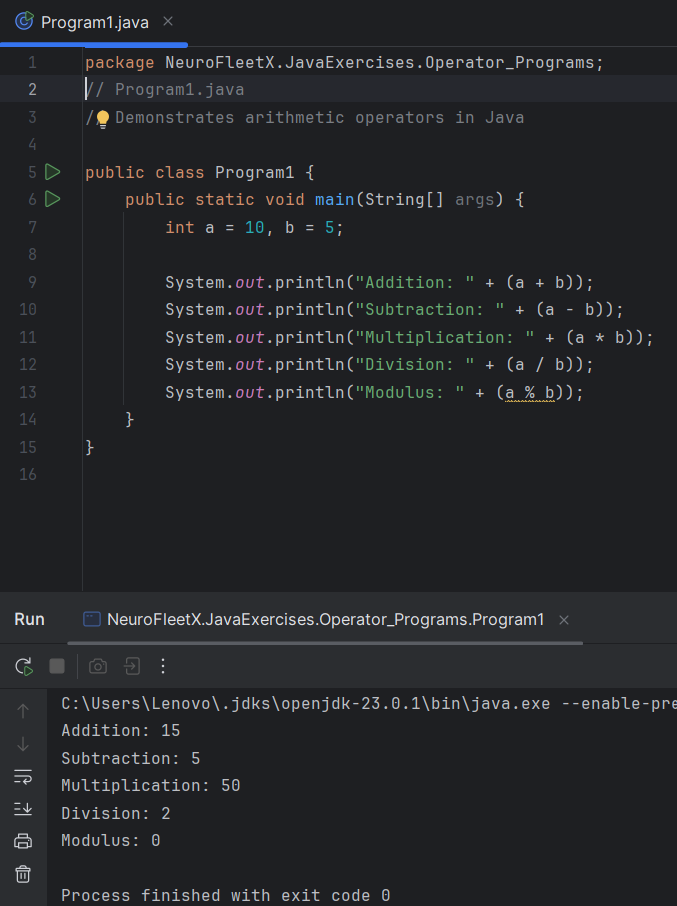 Program1.java
1 package NeuroFleetX.JavaExercises.Operator_Programs;
2 // Program1.java
3 // Demonstrates arithmetic operators in Java
4
5 public class Program1 {
6     public static void main(String[] args) {
7         int a = 10, b = 5;
8
9         System.out.println("Addition: " + (a + b));
10         System.out.println("Subtraction: " + (a - b));
11         System.out.println("Multiplication: " + (a * b));
12         System.out.println("Division: " + (a / b));
13         System.out.println("Modulus: " + (a % b));
14     }
15 }
16
Run NeuroFleetX.JavaExercises.Operator_Programs.Program1
C:\Users\Lenovo\.jdks\openjdk-23.0.1\bin\java.exe --enable-pre
Addition: 15
Subtraction: 5
Multiplication: 50
Division: 2
Modulus: 0
Process finished with exit code 0